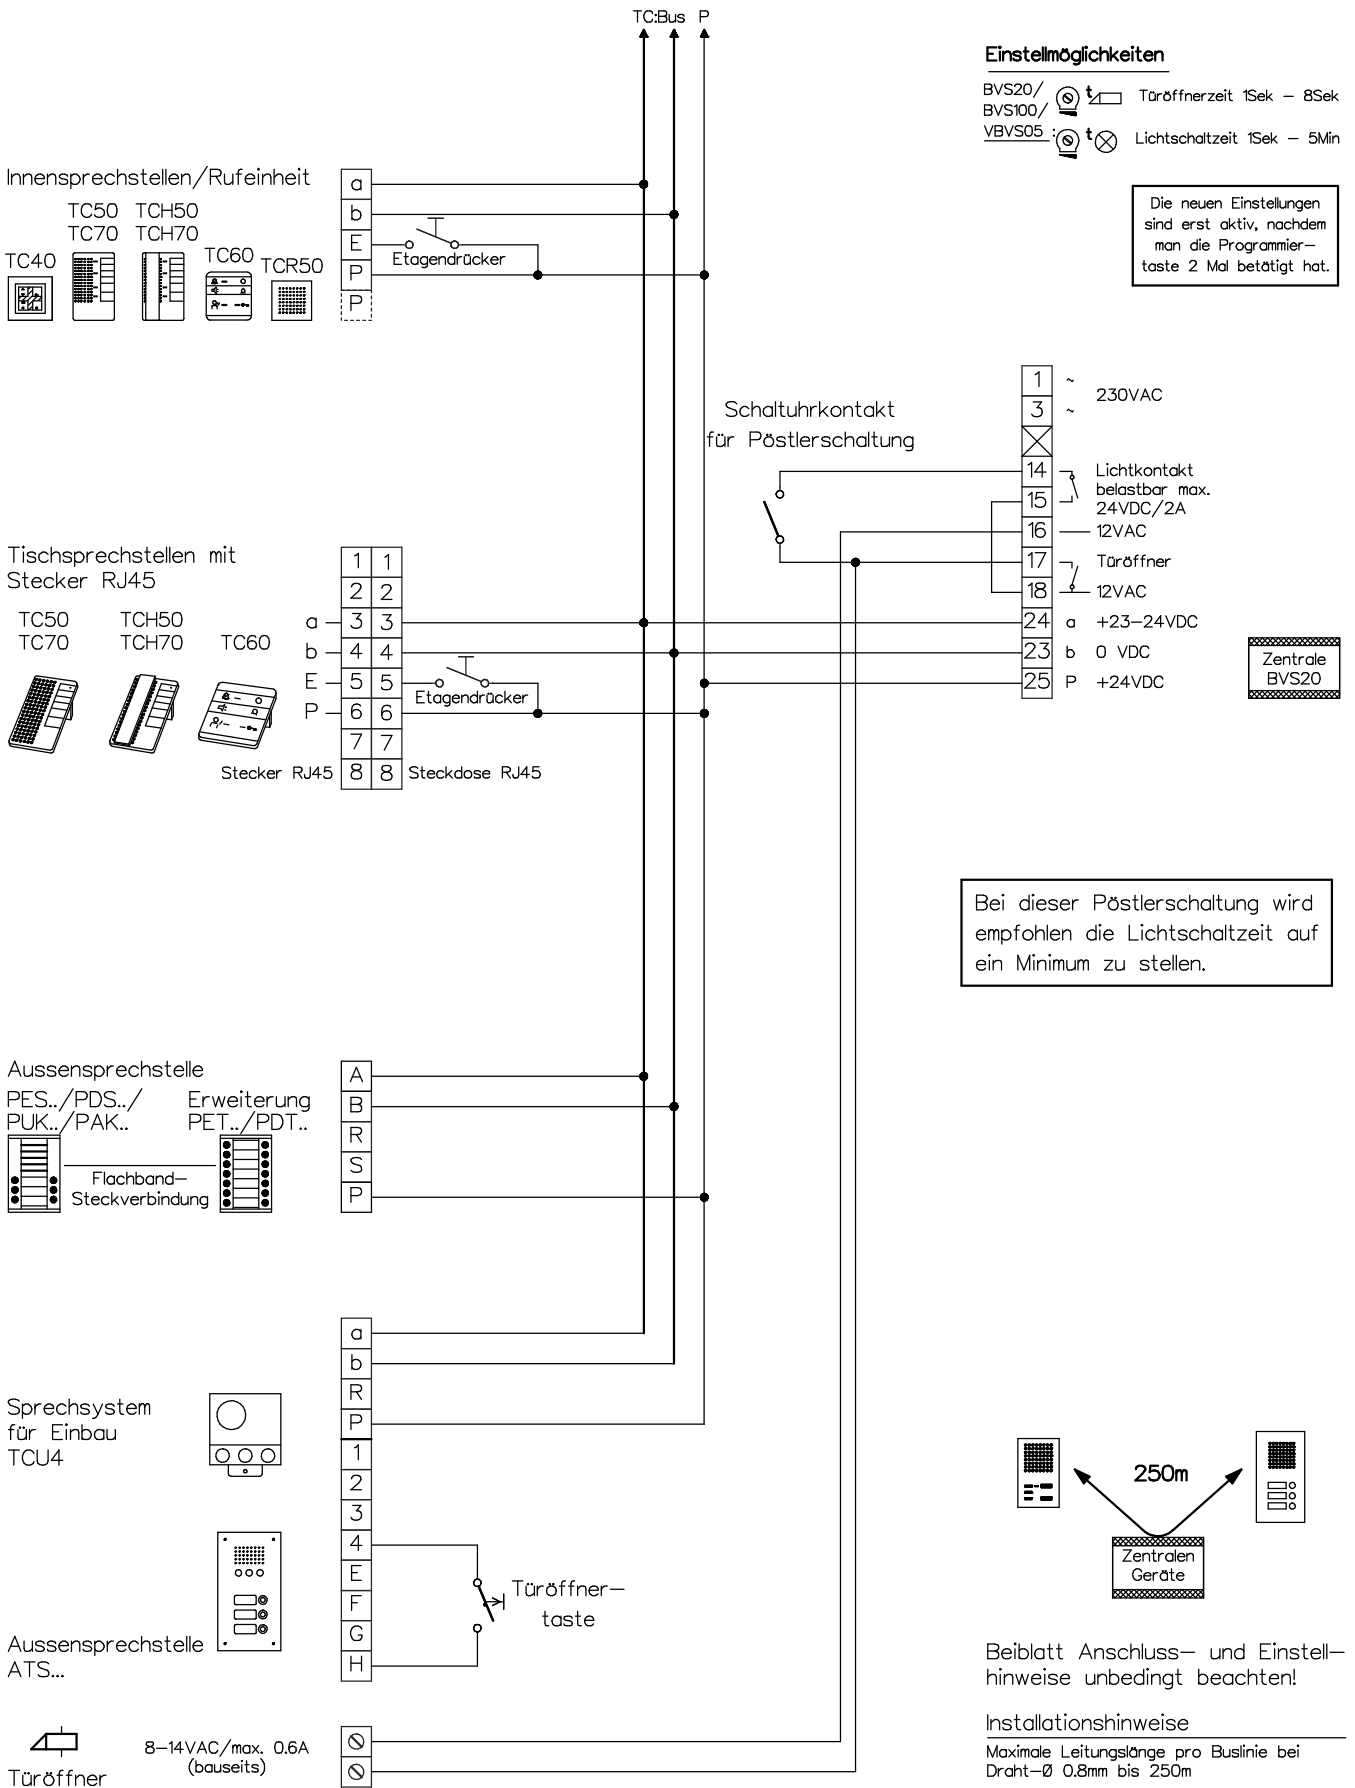 TC:Bus P
Einstellmöglichkeiten
BVS20/
BVS100/
VBVS05 :
t Türöffnerzeit 1Sek – 8Sek
t Lichtschaltzeit 1Sek – 5Min
Die neuen Einstellungen
sind erst aktiv, nachdem
man die Programmier–
taste 2 Mal betätigt hat.
Innensprechstellen/Rufeinheit
TC50 TCH50
TC70 TCH70
TC40
TC60
TCR50
a
b
E
P
P
Etagendrücker
Schaltuhrkontakt
für Pöstlerschaltung
1 ~
230VAC
3 ~
14
15
Lichtkontakt
belastbar max.
24VDC/2A
16 12VAC
17 Türöffner
18 12VAC
24 a +23–24VDC
23 b 0 VDC
25 P +24VDC
Zentrale
BVS20
Tischsprechstellen mit
Stecker RJ45
TC50 TCH50
TC70 TCH70 TC60
1 1
2 2
a 3 3
b 4 4
E 5 5
P 6 6
7 7
8 8
Etagendrücker
Stecker RJ45
Steckdose RJ45
Bei dieser Pöstlerschaltung wird
empfohlen die Lichtschaltzeit auf
ein Minimum zu stellen.
Aussensprechstelle
PES../PDS../
PUK../PAK..
Erweiterung
PET../PDT..
Flachband–
Steckverbindung
A
B
R
S
P
Sprechsystem
für Einbau
TCU4
a
b
R
P
1
2
3
4
E
F
G
H
Türöffner–
taste
Aussensprechstelle
ATS...
Türöffner
8–14VAC/max. 0.6A
(bauseits)
250m
Zentralen
Geräte
Beiblatt Anschluss– und Einstell–
hinweise unbedingt beachten!
Installationshinweise
Maximale Leitungslänge pro Buslinie bei
Draht–Ø 0.8mm bis 250m